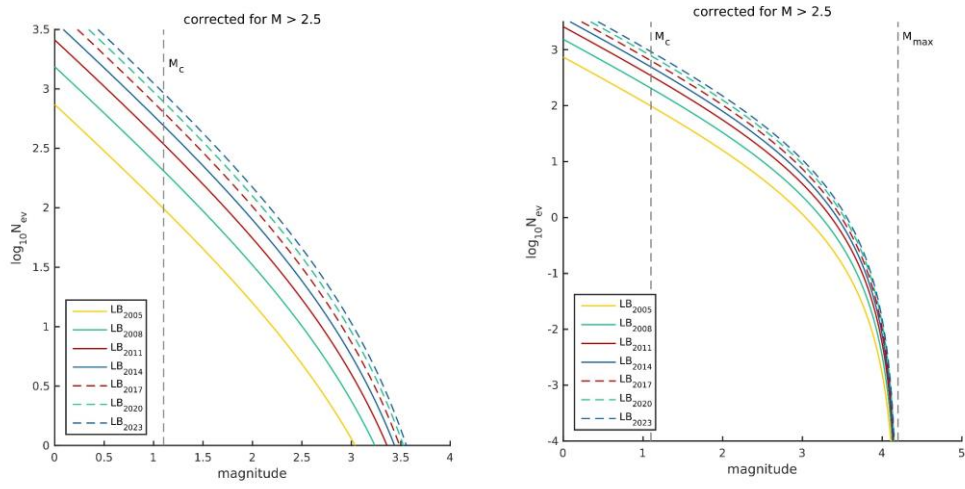 corrected for M > 2.5
3.5
3
2.5
2
1.5
1
0.5
0
log10Nev
Mc
LB2005
LB2008
LB2011
LB2014
LB2017
LB2020
LB2023
0 0.5 1 1.5 2 2.5 3 3.5 4
magnitude
corrected for M > 2.5
3
2
1
0
-1
-2
-3
-4
log10Nev
Mc
Mmax
LB2005
LB2008
LB2011
LB2014
LB2017
LB2020
LB2023
0 1 2 3 4 5
magnitude